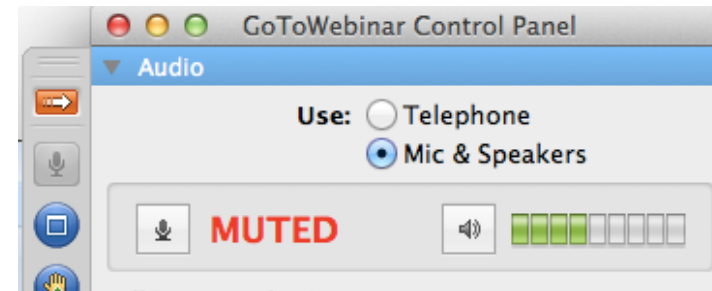 GoToWebinar Control Panel
Audio
Use: Telephone
Mic & Speakers
MUTED